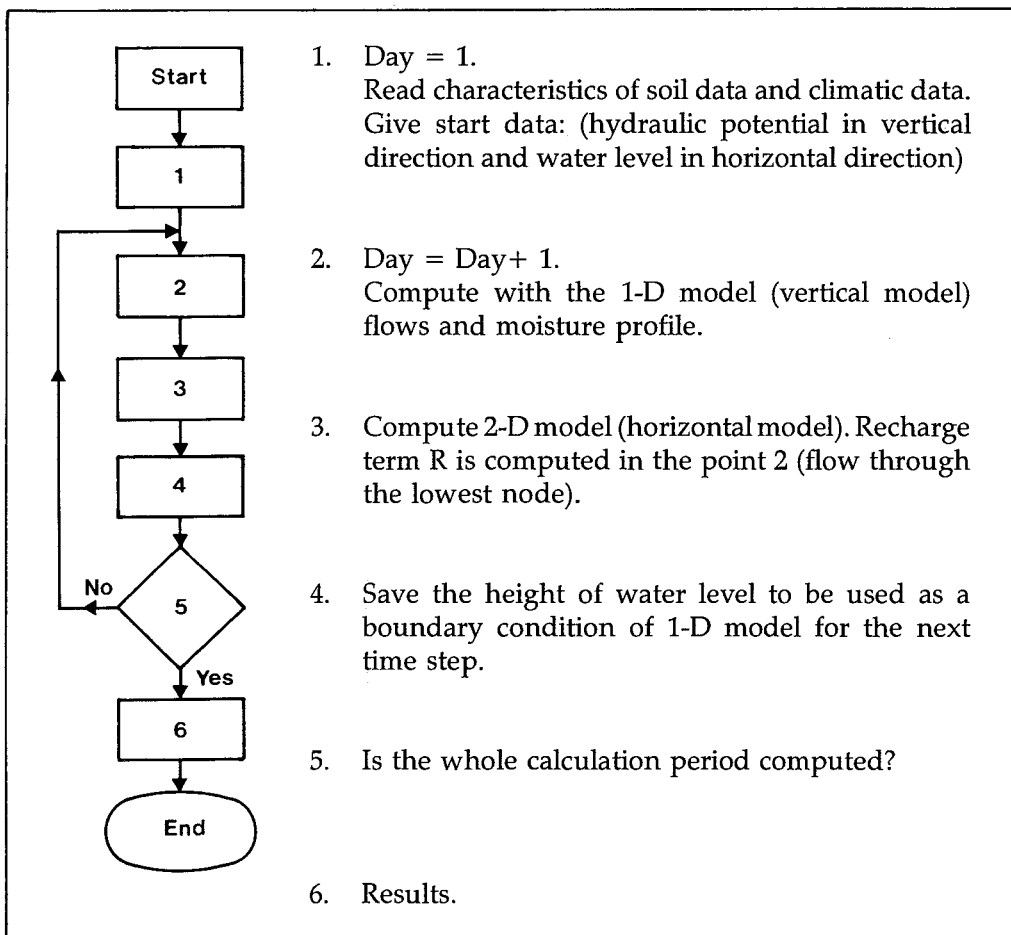 Start
1
2
3
4
No
5
Yes
6
End
1. Day = 1.
Read characteristics of soil data and climatic data.
Give start data: (hydraulic potential in vertical
direction and water level in horizontal direction)
2. Day = Day+ 1.
Compute with the 1-D model (vertical model)
flows and moisture profile.
3. Compute 2-D model (horizontal model). Recharge
term R is computed in the point 2 (flow through
the lowest node).
4. Save the height of water level to be used as a
boundary condition of 1-D model for the next
time step.
5. Is the whole calculation period computed?
6. Results.